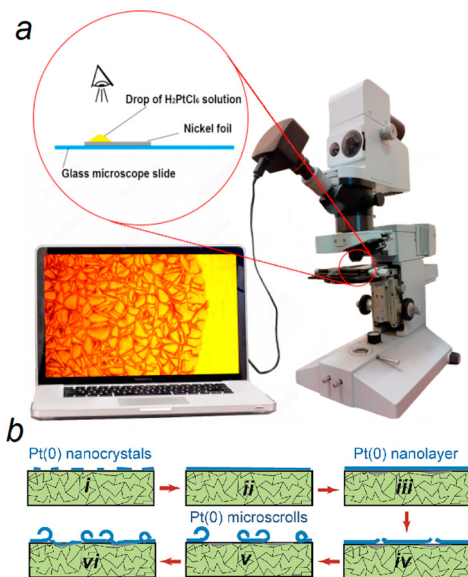 a
Drop of H₂PtCl₆ solution
Nickel foil
Glass microscope slide
b
Pt(0) nanocrystals
Pt(0) nanolayer
i
ii
iii
Pt(0) microscrolls
vi
v
iv